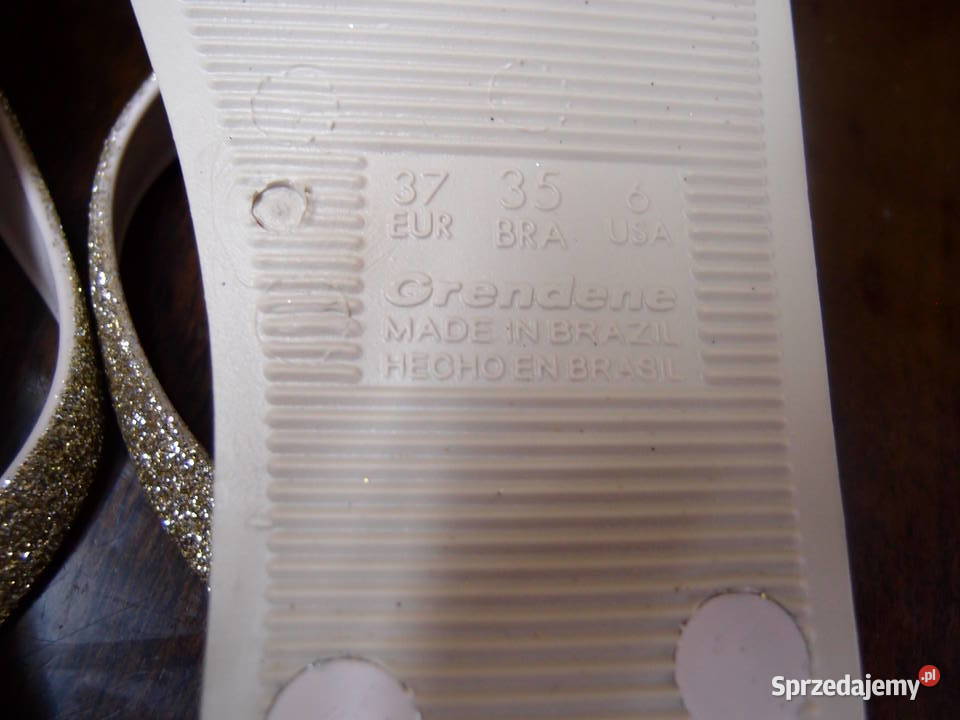 37 35 6
EUR BRA USA
Grendene
MADE IN BRAZIL
HECHO EN BRASIL
Sprzedajemy.pl